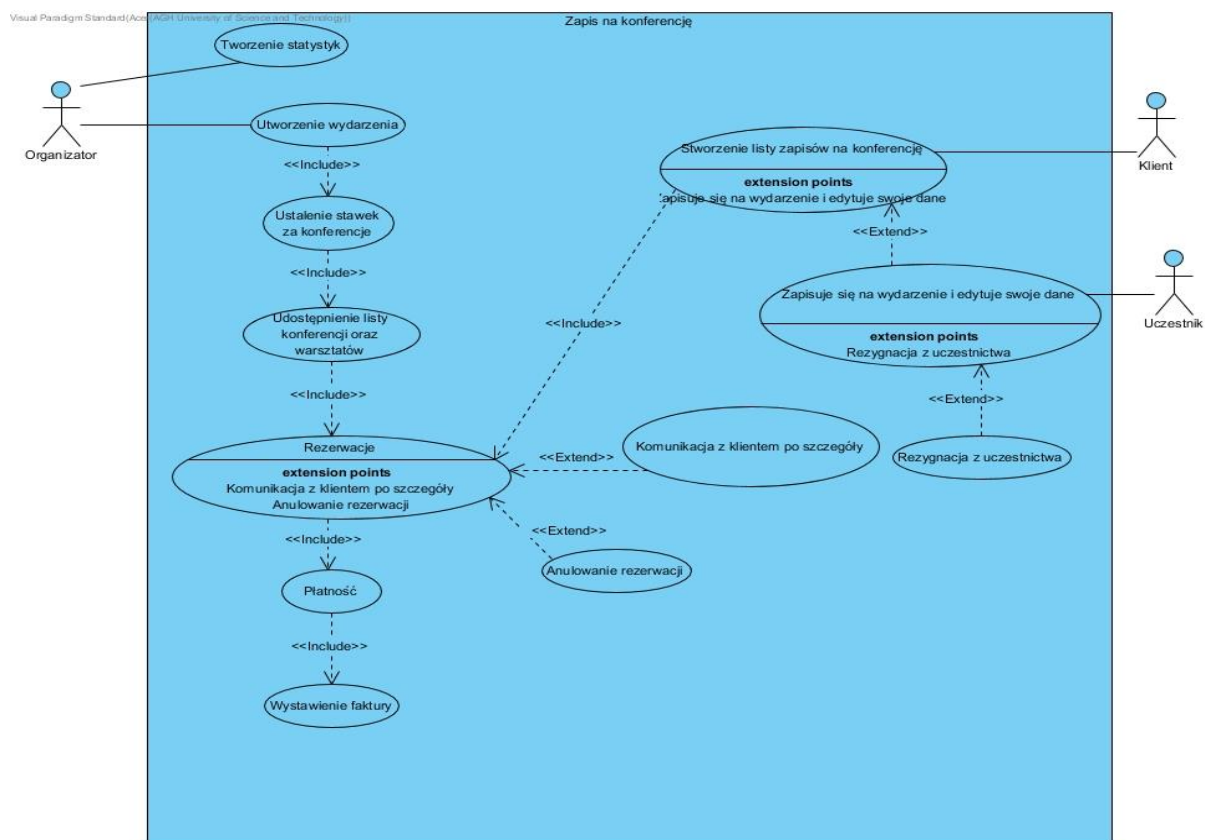 Visual Paradigm Standard(Acer(AGH University of Science and Technology))
Zapis na konferencję
Tworzenie statystyk
Organizator
Utworzenie wydarzenia
<<Include>>
Ustalenie stawek
za konferencje
<<Include>>
Udostępnienie listy
konferencji oraz
warsztatów
<<Include>>
Rezerwacje
extension points
Komunikacja z klientem po szczegóły
Anulowanie rezerwacji
<<Include>>
Płatność
<<Include>>
Wystawienie faktury
<<Include>>
<<Extend>>
Komunikacja z klientem po szczegóły
<<Extend>>
Anulowanie rezerwacji
Stworzenie listy zapisów na konferencję
extension points
apisuje się na wydarzenie i edytuje swoje dane
Klient
<<Extend>>
Zapisuje się na wydarzenie i edytuje swoje dane
extension points
Rezygnacja z uczestnictwa
Uczestnik
<<Extend>>
Rezygnacja z uczestnictwa